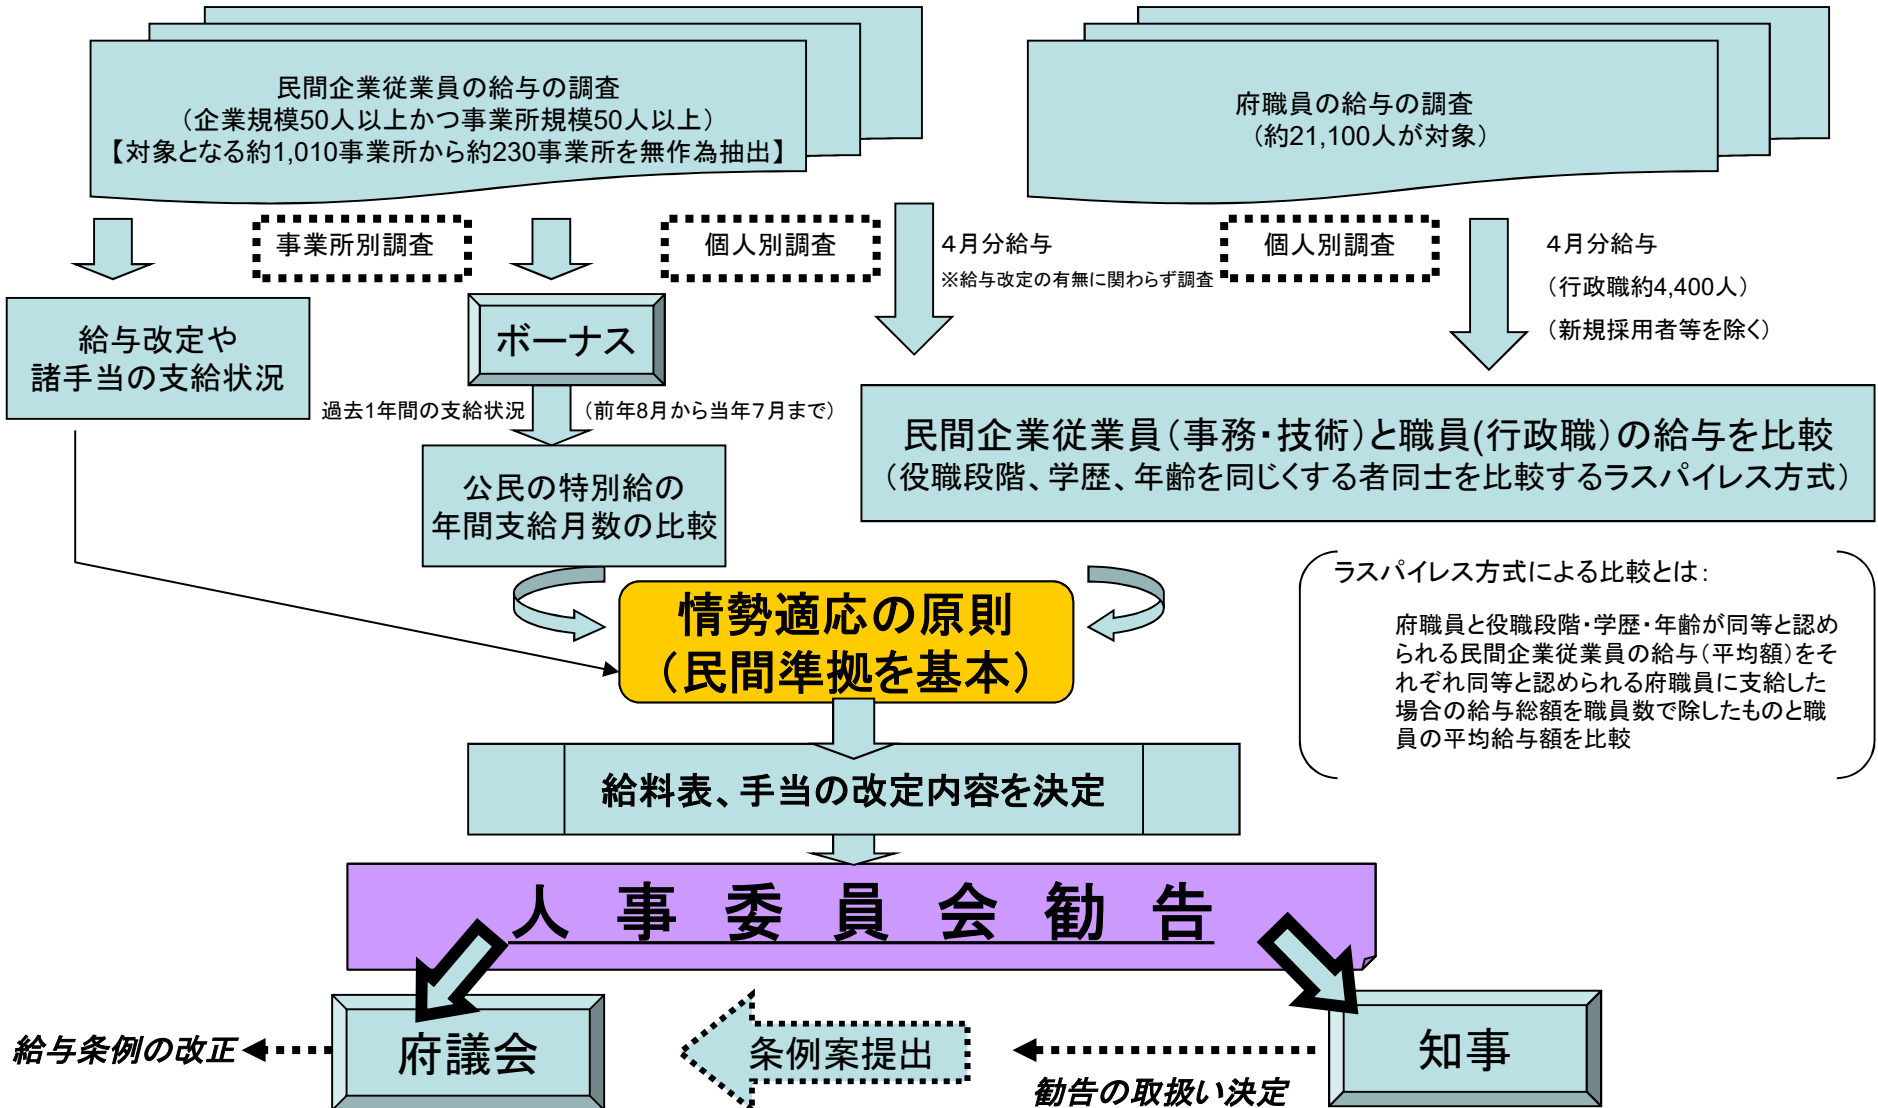 民間企業従業員の給与の調査
（企業規模50人以上かつ事業所規模50人以上）
【対象となる約1,010事業所から約230事業所を無作為抽出】
府職員の給与の調査
（約21,100人が対象）
事業所別調査
個人別調査
４月分給与
※給与改定の有無に関わらず調査
個人別調査
４月分給与
（行政職約4,400人）
（新規採用者等を除く）
給与改定や
諸手当の支給状況
ボーナス
過去1年間の支給状況
（前年8月から当年７月まで）
公民の特別給の
年間支給月数の比較
民間企業従業員（事務・技術）と職員(行政職）の給与を比較
（役職段階、学歴、年齢を同じくする者同士を比較するラスパイレス方式）
ラスパイレス方式による比較とは：
府職員と役職段階・学歴・年齢が同等と認め
られる民間企業従業員の給与（平均額）をそ
れぞれ同等と認められる府職員に支給した
場合の給与総額を職員数で除したものと職
員の平均給与額を比較
情勢適応の原則
（民間準拠を基本）
給料表、手当の改定内容を決定
人事委員会勧告
給与条例の改正
府議会
条例案提出
勧告の取扱い決定
知事